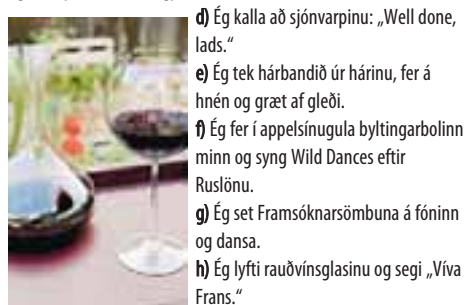 d) Ég kalla að sjónvarpinu: „Well done,
lads.“
e) Ég tek hárbandið úr hárinu, fer á
hnén og græt af gleði.
f) Ég fer í appelsínugula byltingarbolinn
minn og syng Wild Dances eftir
Ruslönu.
g) Ég set Framsóknarsömbuna á fóninn
og dansa.
h) Ég lyfti rauðvínsglasinu og segi „Víva
Frans.“